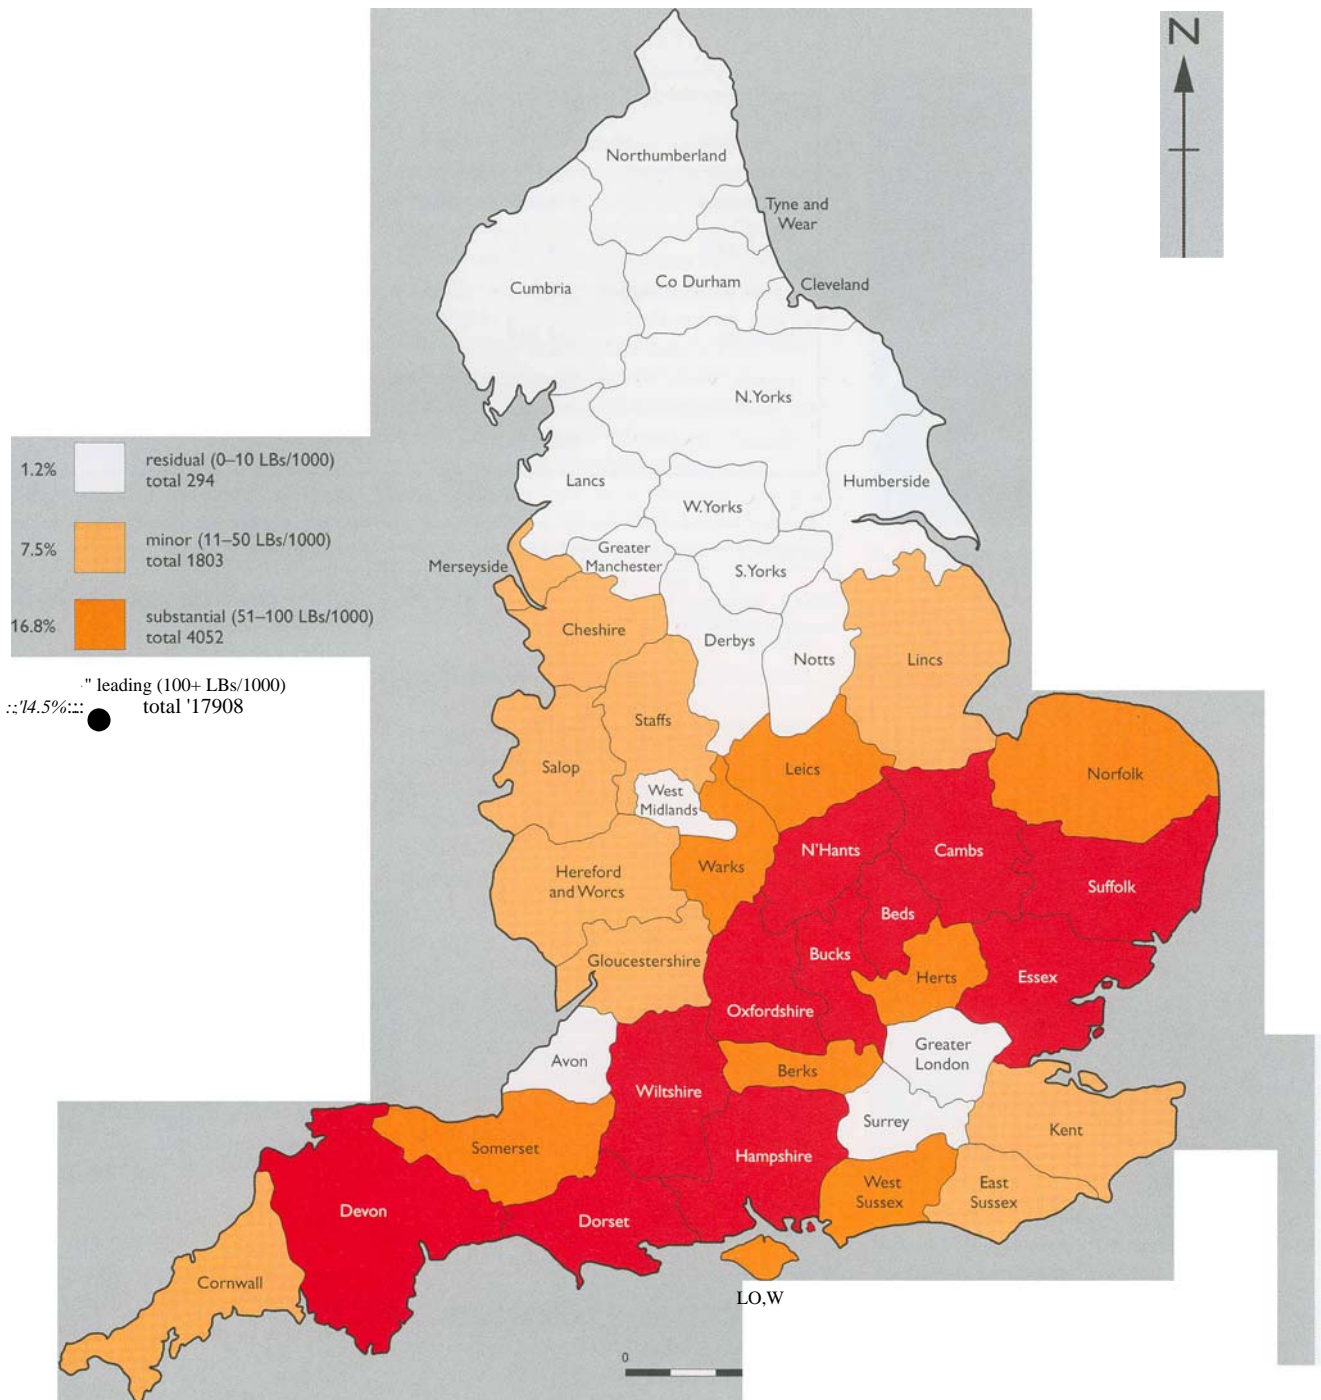 N
Northumberland
Tyne and
Wear
Cumbria
Co Durham
Cleveland
N.Yorks
1.2%
residual (0–10 LBs/1000)
total 294
Lancs
W.Yorks
Humberside
7.5%
minor (11–50 LBs/1000)
total 1803
Merseyside
Greater
Manchester
S.Yorks
16.8%
substantial (51–100 LBs/1000)
total 4052
Cheshire
Derbys
Notts
Lincs
·" leading (100+ LBs/1000)
.:;'l4.5%:;: total '17908
Staffs
Salop
Leics
Norfolk
West
Midlands
N'Hants
Cambs
Warks
Hereford
and Worcs
Suffolk
Beds
Bucks
Gloucestershire
Herts
Essex
Oxfordshire
Avon
Greater
London
Berks
Wiltshire
Surrey
Kent
Somerset
Hampshire
West
Sussex
East
Sussex
Devon
Dorset
Cornwall
LO,W
0